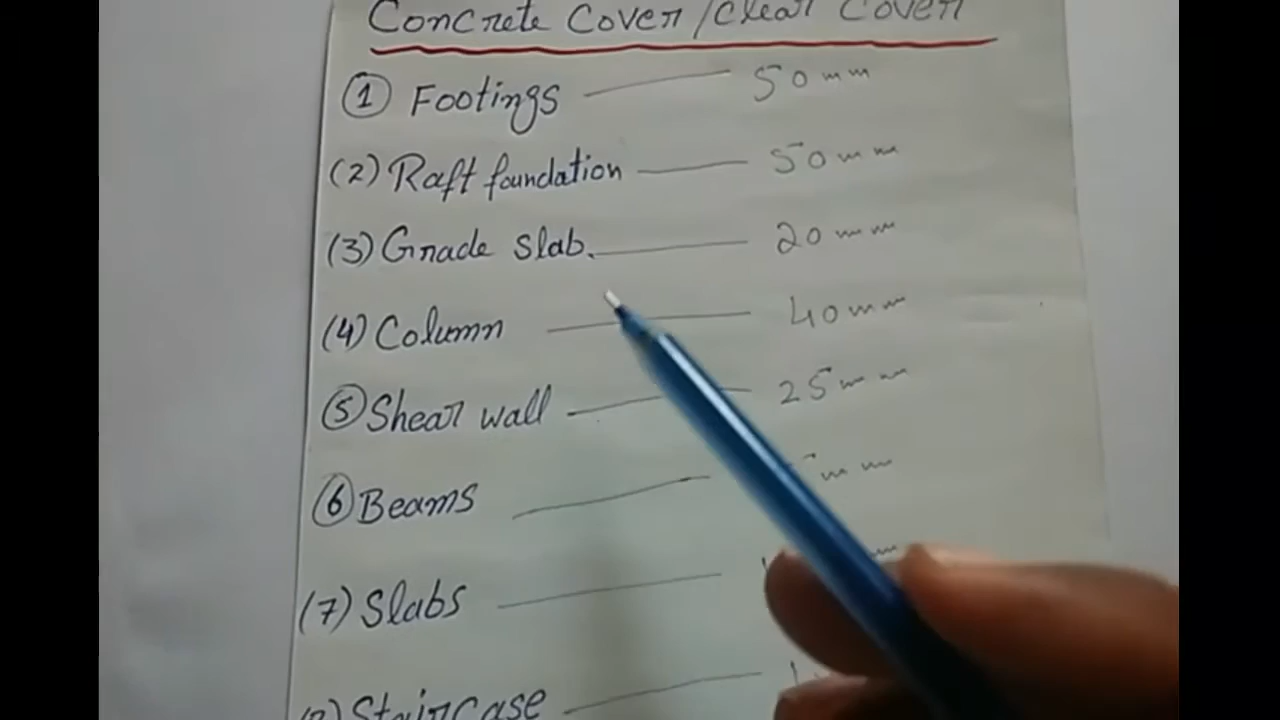 Concrete Cover / Clear Cover
① Footings — 50mm
(2) Raft foundation — 50mm
(3) Grade slab. — 20mm
(4) Column — 40mm
⑤ Shear wall — 25mm
⑥ Beams — mm
(7) Slabs —
Staircase —